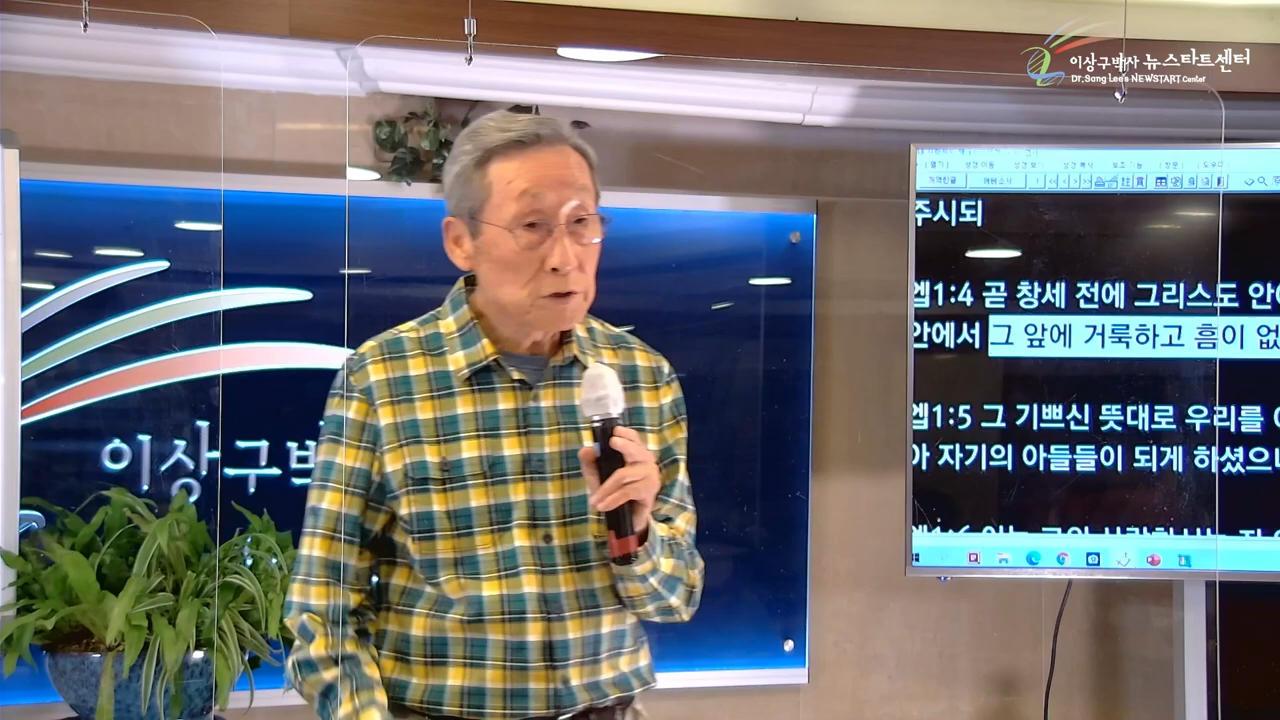 이상구박사 뉴스타트센터
Dr. Sang Lee's NEWSTART Center
주시되
엡1:4 곧 창세 전에 그리스도 안에
안에서 그 앞에 거룩하고 흠이 없
엡1:5 그 기쁘신 뜻대로 우리를
아 자기의 아들들이 되게 하셨으니
이상구박